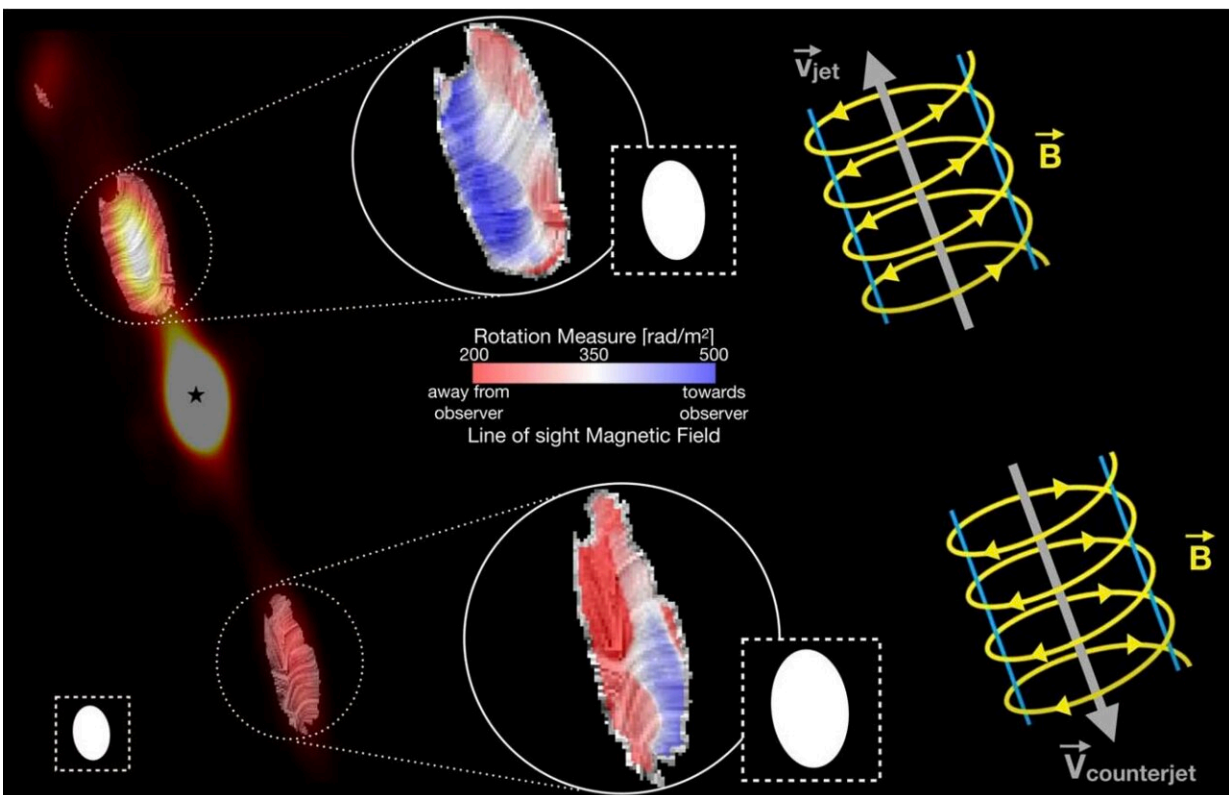 v⃗jet
B⃗
Rotation Measure [rad/m²]
200 350 500
away from observer
towards observer
Line of sight Magnetic Field
B⃗
V⃗counterjet